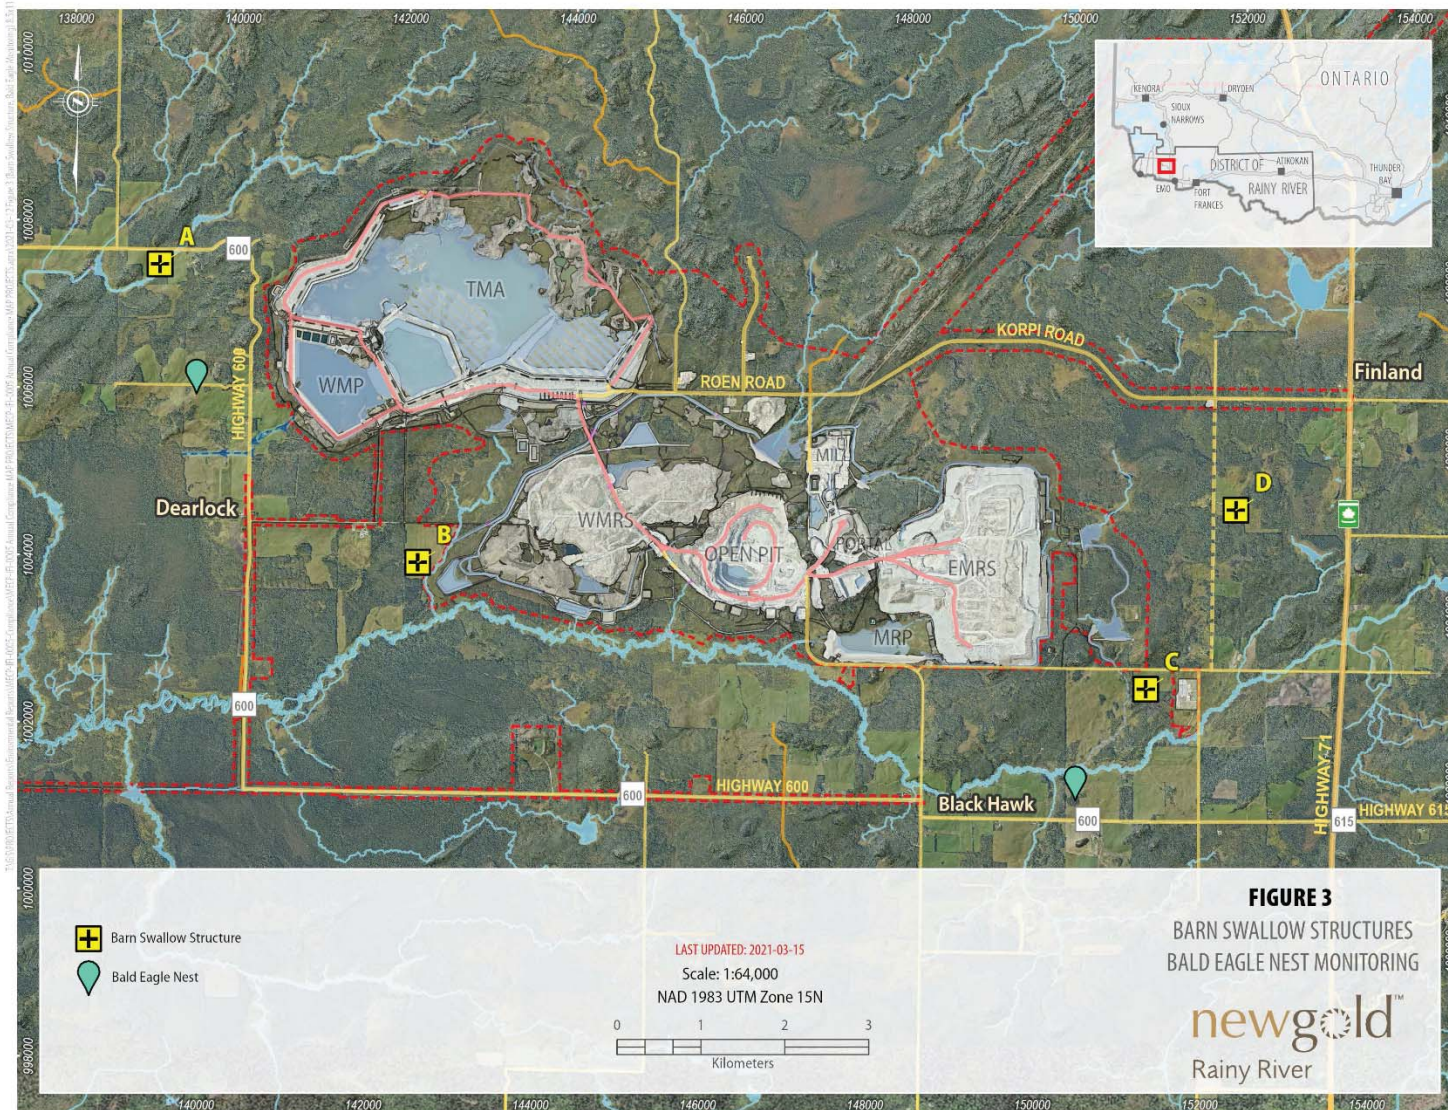 138000 140000 142000 144000 146000 148000 150000 152000 154000
1010000
1008000
1006000
1004000
1002000
1000000
998000
N
ONTARIO
KENORA
DRYDEN
SIOUX
NARROWS
DISTRICT OF
RAINY RIVER
ATIKOKAN
THUNDER
BAY
EMO
FORT
FRANCES
A
600
TMA
WMP
HIGHWAY 600
KORPI ROAD
ROEN ROAD
Finland
Dearlock
B
WMRS
MILL
OPEN PIT
PORTAL
EMRS
MRP
D
C
600
HIGHWAY 600
600
Black Hawk
600
HIGHWAY 71
615
HIGHWAY 615
Barn Swallow Structure
Bald Eagle Nest
LAST UPDATED: 2021-03-15
Scale: 1:64,000
NAD 1983 UTM Zone 15N
0 1 2 3
Kilometers
FIGURE 3
BARN SWALLOW STRUCTURES
BALD EAGLE NEST MONITORING
newgold™
Rainy River
140000 142000 144000 146000 148000 150000 152000 154000